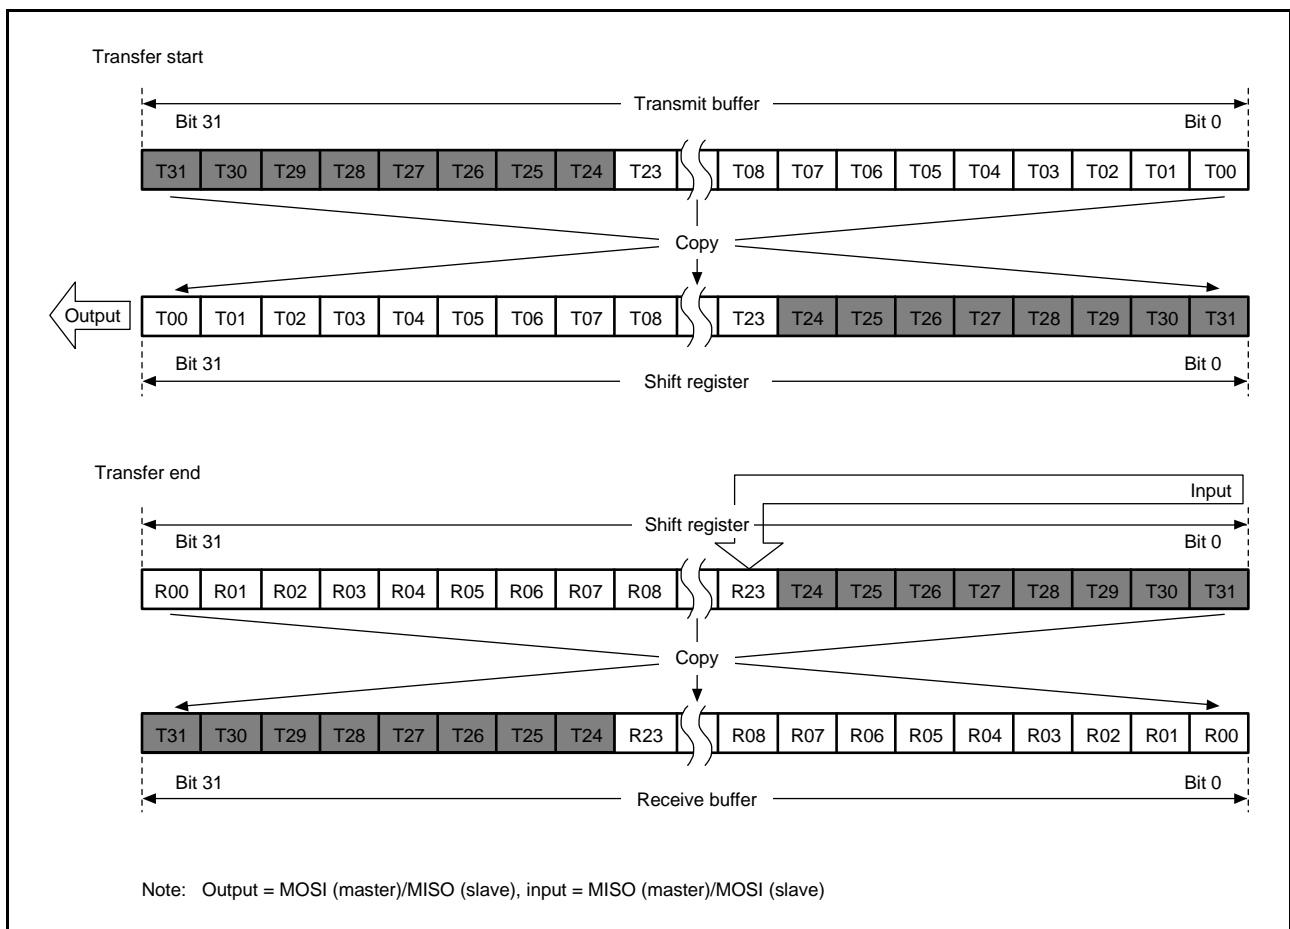 Transfer start
Transmit buffer
Bit 31 Bit 0
T31 T30 T29 T28 T27 T26 T25 T24 T23 T08 T07 T06 T05 T04 T03 T02 T01 T00
Copy
Output T00 T01 T02 T03 T04 T05 T06 T07 T08 T23 T24 T25 T26 T27 T28 T29 T30 T31
Bit 31 Bit 0
Shift register
Transfer end
Input
Shift register
Bit 31 Bit 0
R00 R01 R02 R03 R04 R05 R06 R07 R08 R23 T24 T25 T26 T27 T28 T29 T30 T31
Copy
T31 T30 T29 T28 T27 T26 T25 T24 R23 R08 R07 R06 R05 R04 R03 R02 R01 R00
Bit 31 Bit 0
Receive buffer
Note: Output = MOSI (master)/MISO (slave), input = MISO (master)/MOSI (slave)